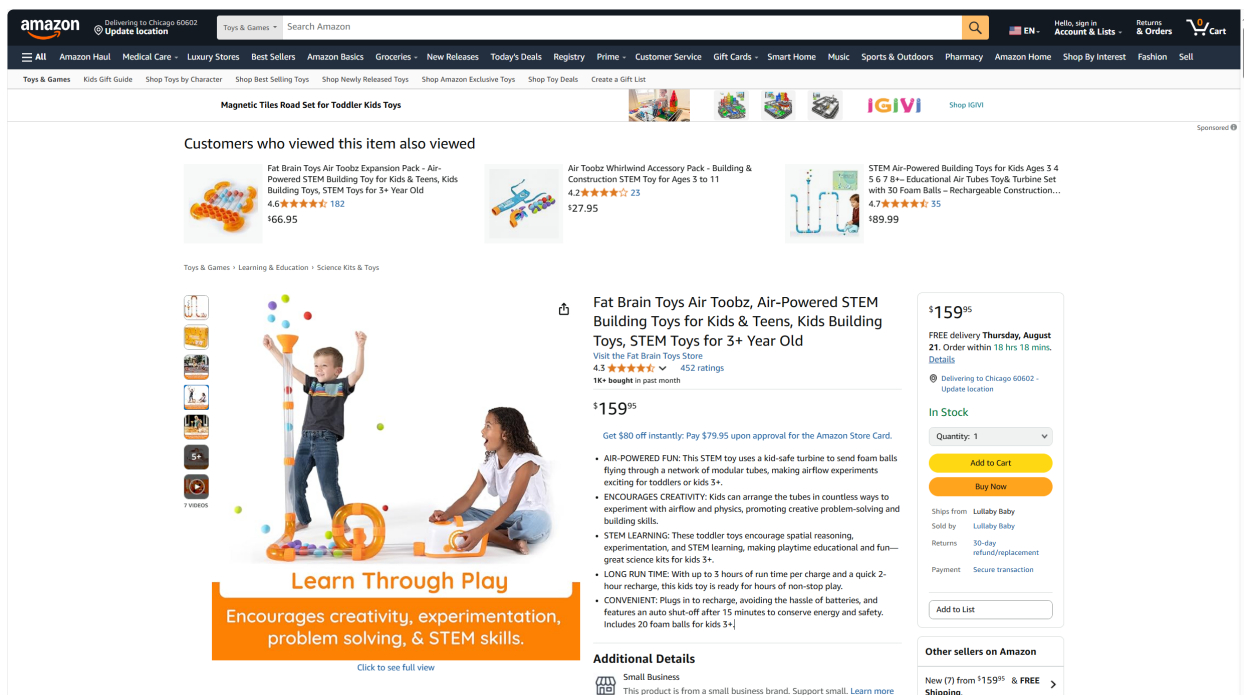 amazon
Delivering to Chicago 60602
Update location
Toys & Games
Search Amazon
EN
Hello, sign in
Account & Lists
Returns
& Orders
0
Cart
All
Amazon Haul
Medical Care
Luxury Stores
Best Sellers
Amazon Basics
Groceries
New Releases
Today's Deals
Registry
Prime
Customer Service
Gift Cards
Smart Home
Music
Sports & Outdoors
Pharmacy
Amazon Home
Shop By Interest
Fashion
Sell
Toys & Games
Kids Gift Guide
Shop Toys by Character
Shop Best Selling Toys
Shop Newly Released Toys
Shop Amazon Exclusive Toys
Shop Toy Deals
Create a Gift List
Magnetic Tiles Road Set for Toddler Kids Toys
IGIVI
Shop IGIVI
Sponsored
Customers who viewed this item also viewed
Fat Brain Toys Air Toobz Expansion Pack - Air-
Powered STEM Building Toy for Kids & Teens, Kids
Building Toys, STEM Toys for 3+ Year Old
4.6 182
$66.95
Air Toobz Whirlwind Accessory Pack - Building &
Construction STEM Toy for Ages 3 to 11
4.2 23
$27.95
STEM Air-Powered Building Toys for Kids Ages 3 4
5 6 7 8+– Educational Air Tubes Toy& Turbine Set
with 30 Foam Balls – Rechargeable Construction…
4.7 35
$89.99
Toys & Games › Learning & Education › Science Kits & Toys
5+
7 VIDEOS
Learn Through Play
Encourages creativity, experimentation,
problem solving, & STEM skills.
Click to see full view
Fat Brain Toys Air Toobz, Air-Powered STEM
Building Toys for Kids & Teens, Kids Building
Toys, STEM Toys for 3+ Year Old
Visit the Fat Brain Toys Store
4.3 452 ratings
1K+ bought in past month
$159 95
Get $80 off instantly: Pay $79.95 upon approval for the Amazon Store Card.
• AIR-POWERED FUN: This STEM toy uses a kid-safe turbine to send foam balls
flying through a network of modular tubes, making airflow experiments
exciting for toddlers or kids 3+.
• ENCOURAGES CREATIVITY: Kids can arrange the tubes in countless ways to
experiment with airflow and physics, promoting creative problem-solving and
building skills.
• STEM LEARNING: These toddler toys encourage spatial reasoning,
experimentation, and STEM learning, making playtime educational and fun—
great science kits for kids 3+.
• LONG RUN TIME: With up to 3 hours of run time per charge and a quick 2-
hour recharge, this kids toy is ready for hours of non-stop play.
• CONVENIENT: Plugs in to recharge, avoiding the hassle of batteries, and
features an auto shut-off after 15 minutes to conserve energy and safety.
Includes 20 foam balls for kids 3+.
Additional Details
Small Business
This product is from a small business brand. Support small. Learn more
$159 95
FREE delivery Thursday, August
21. Order within 18 hrs 18 mins.
Details
Delivering to Chicago 60602 -
Update location
In Stock
Quantity: 1
Add to Cart
Buy Now
Ships from Lullaby Baby
Sold by Lullaby Baby
Returns 30-day
refund/replacement
Payment Secure transaction
Add to List
Other sellers on Amazon
New (7) from $159 95 & FREE
Shipping.